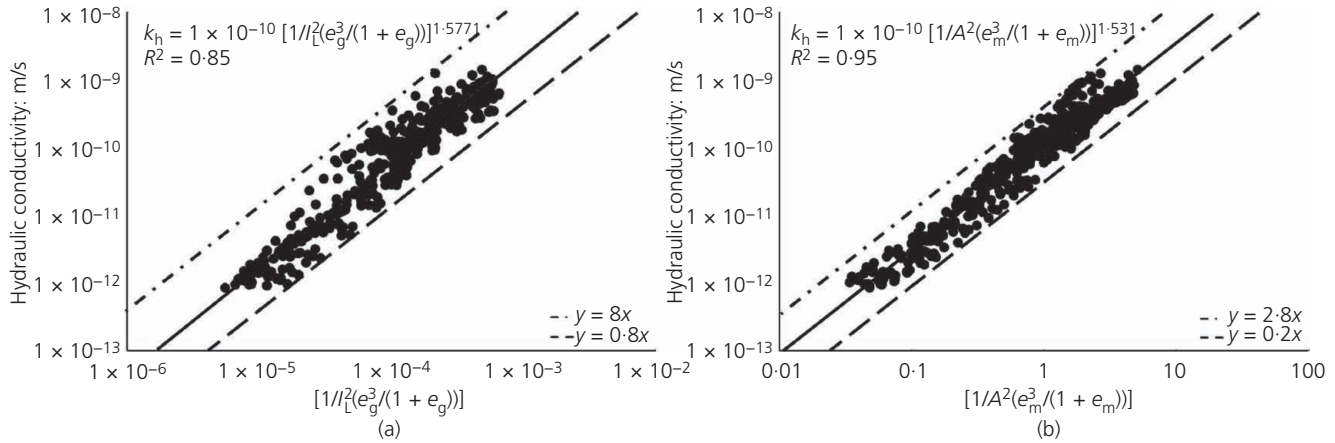 1 × 10⁻⁸
1 × 10⁻⁹
1 × 10⁻¹⁰
1 × 10⁻¹¹
1 × 10⁻¹²
1 × 10⁻¹³
Hydraulic conductivity: m/s
kₕ = 1 × 10⁻¹⁰ [1/I_L²(e_g³/(1 + e_g))]¹·⁵⁷⁷¹
R² = 0·85
y = 8x
y = 0·8x
1 × 10⁻⁶ 1 × 10⁻⁵ 1 × 10⁻⁴ 1 × 10⁻³ 1 × 10⁻²
[1/I_L²(e_g³/(1 + e_g))]
(a)
1 × 10⁻⁸
1 × 10⁻⁹
1 × 10⁻¹⁰
1 × 10⁻¹¹
1 × 10⁻¹²
1 × 10⁻¹³
Hydraulic conductivity: m/s
kₕ = 1 × 10⁻¹⁰ [1/A²(e_m³/(1 + e_m))]¹·⁵³¹
R² = 0·95
y = 2·8x
y = 0·2x
0·01 0·1 1 10 100
[1/A²(e_m³/(1 + e_m))]
(b)